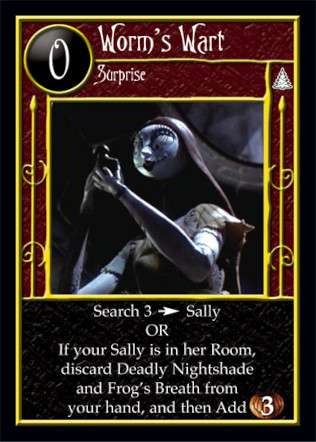 0
Worm's Wart
Surprise
Search 3 ➛ Sally
OR
If your Sally is in her Room,
discard Deadly Nightshade
and Frog's Breath from
your hand, and then Add 3